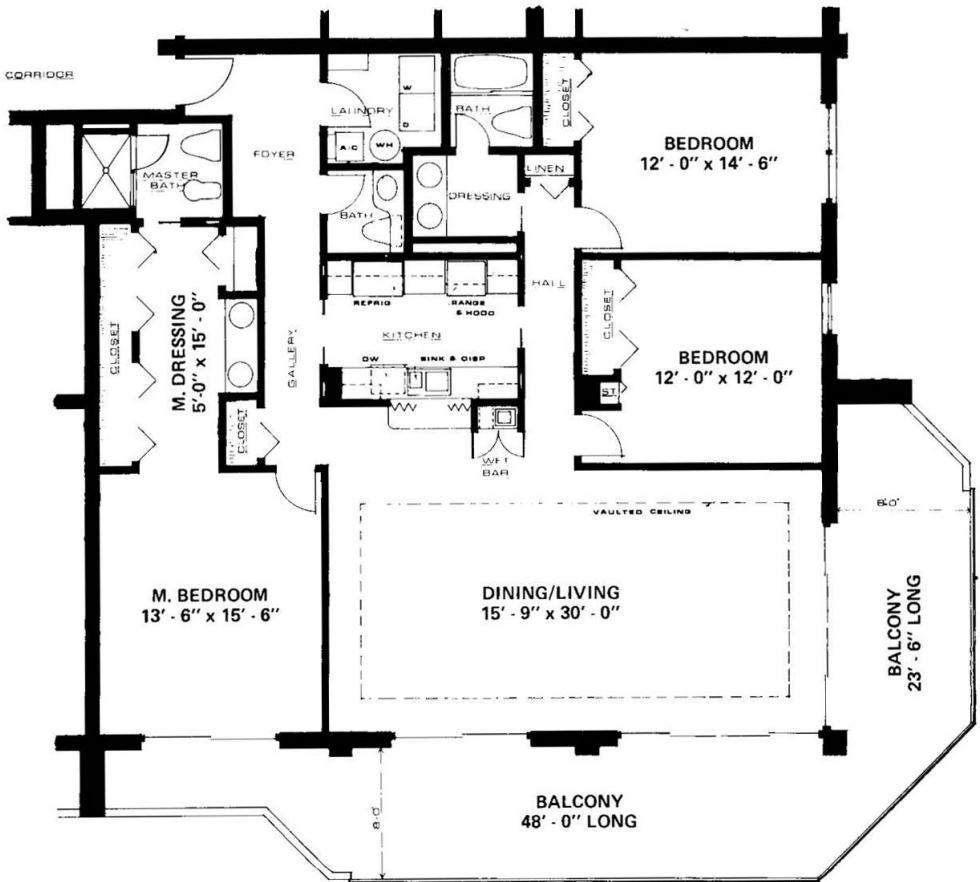 CORRIDOR
LAUNDRY
W
D
A/C
WH
BATH
CLOSET
BEDROOM
12' - 0" x 14' - 6"
FOYER
MASTER
BATH
LINEN
DRESSING
BATH
HALL
REFRIG
RANGE
& HOOD
KITCHEN
DW
SINK & DISP
CLOSET
M. DRESSING
5'-0" x 15' - 0"
GALLERY
CLOSET
CLOSET
BEDROOM
12' - 0" x 12' - 0"
ST
WET
BAR
VAULTED CEILING
8'-0"
M. BEDROOM
13' - 6" x 15' - 6"
DINING/LIVING
15' - 9" x 30' - 0"
BALCONY
23' - 6" LONG
8'-0"
BALCONY
48' - 0" LONG